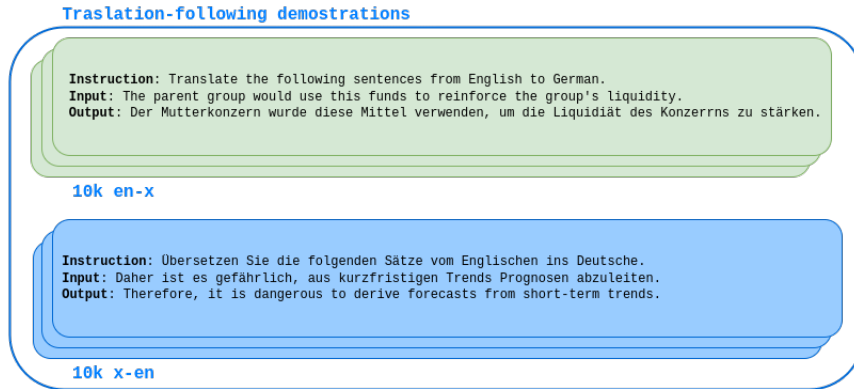 Traslation-following demostrations
Instruction: Translate the following sentences from English to German.
Input: The parent group would use this funds to reinforce the group's liquidity.
Output: Der Mutterkonzern wurde diese Mittel verwenden, um die Liquidiät des Konzerrns zu stärken.
10k en-x
Instruction: Übersetzen Sie die folgenden Sätze vom Englischen ins Deutsche.
Input: Daher ist es gefährlich, aus kurzfristigen Trends Prognosen abzuleiten.
Output: Therefore, it is dangerous to derive forecasts from short-term trends.
10k x-en